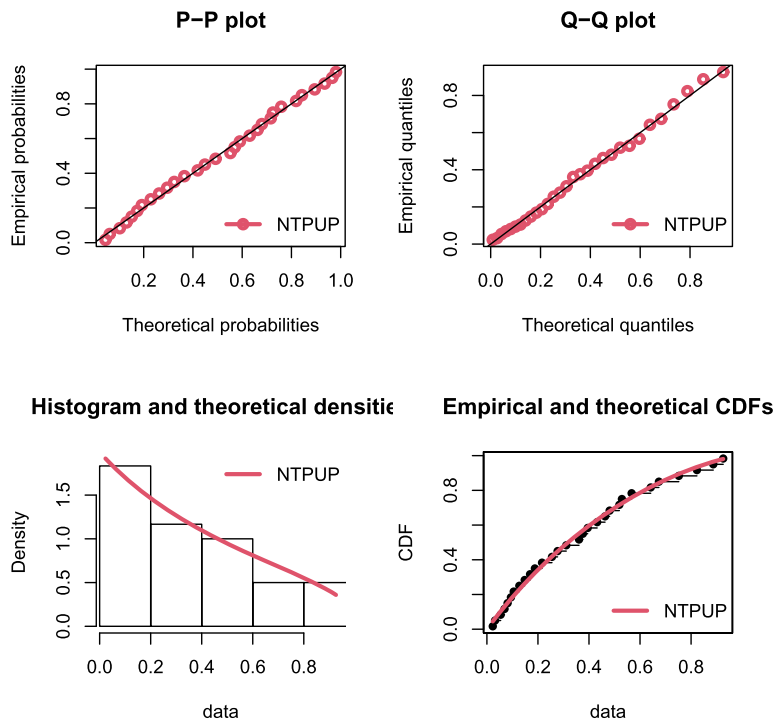 P−P plot
Empirical probabilities
0.0 0.4 0.8
NTPUP
0.2 0.4 0.6 0.8 1.0
Theoretical probabilities
Q−Q plot
Empirical quantiles
0.0 0.4 0.8
NTPUP
0.0 0.2 0.4 0.6 0.8
Theoretical quantiles
Histogram and theoretical densitie
Density
0.0 0.5 1.0 1.5
NTPUP
0.0 0.2 0.4 0.6 0.8
data
Empirical and theoretical CDFs
CDF
0.0 0.4 0.8
NTPUP
0.0 0.2 0.4 0.6 0.8
data